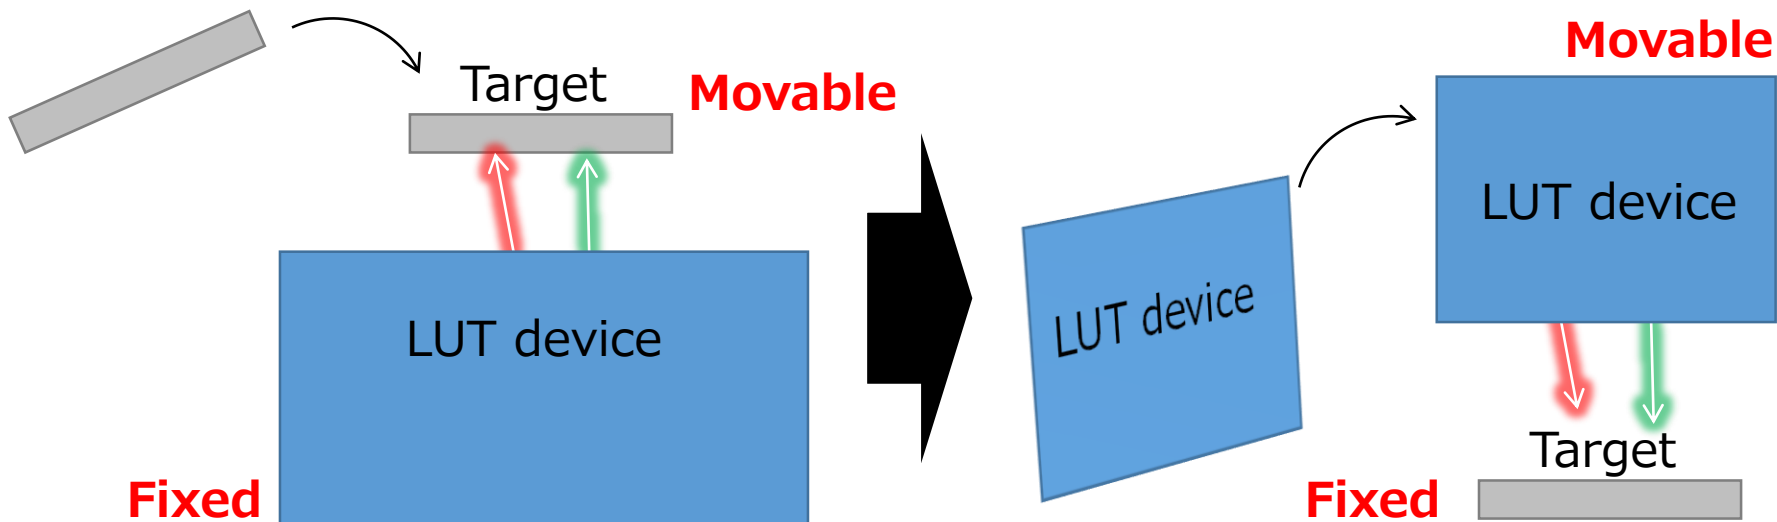 Target
Movable
LUT device
Fixed
LUT device
Movable
LUT device
Target
Fixed